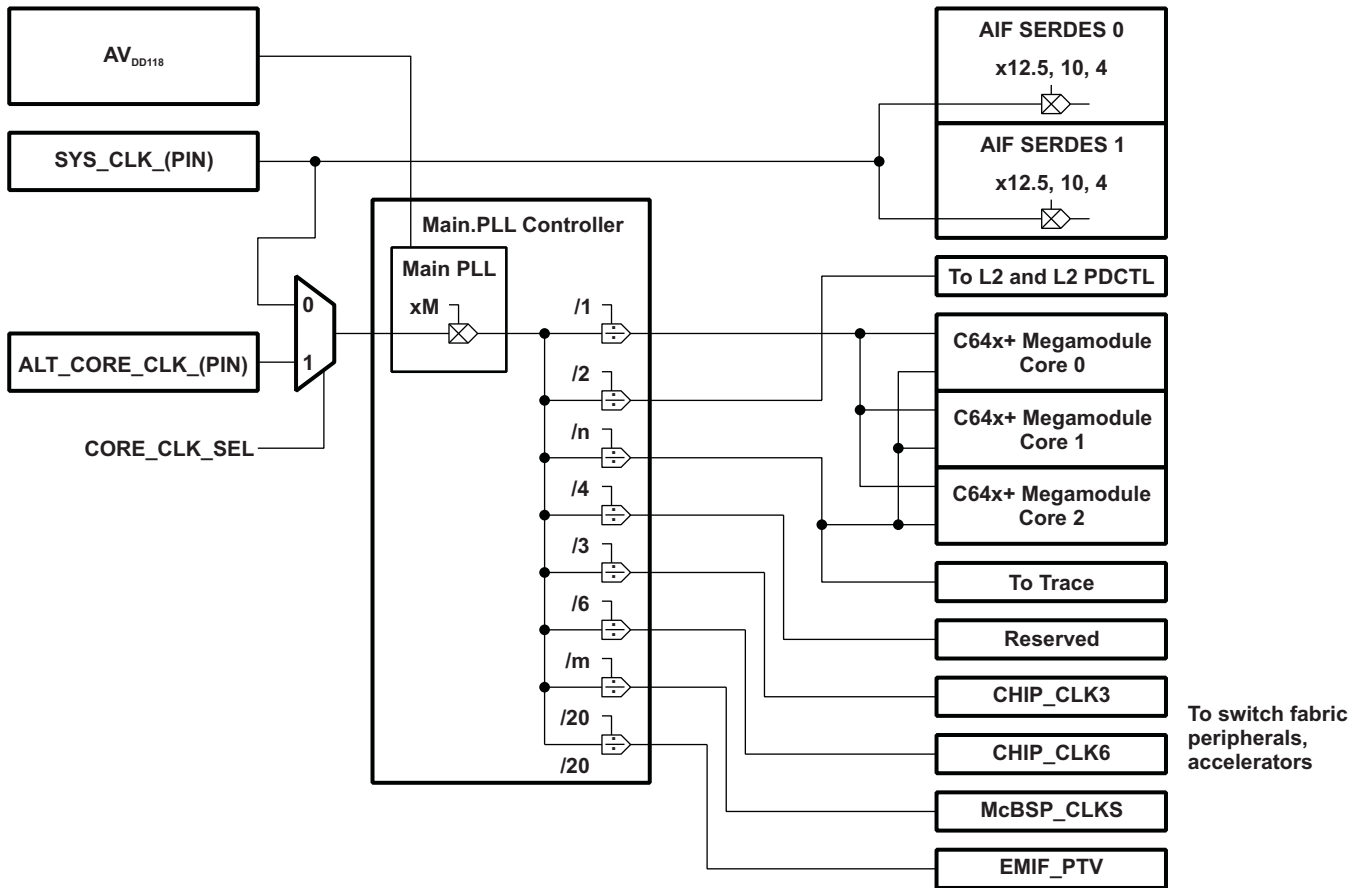 AVDD118
SYS_CLK_(PIN)
ALT_CORE_CLK_(PIN)
CORE_CLK_SEL
0
1
Main.PLL Controller
Main PLL
xM
/1
/2
/n
/4
/3
/6
/m
/20
/20
AIF SERDES 0
x12.5, 10, 4
AIF SERDES 1
x12.5, 10, 4
To L2 and L2 PDCTL
C64x+ Megamodule
Core 0
C64x+ Megamodule
Core 1
C64x+ Megamodule
Core 2
To Trace
Reserved
CHIP_CLK3
CHIP_CLK6
McBSP_CLKS
EMIF_PTV
To switch fabric
peripherals,
accelerators